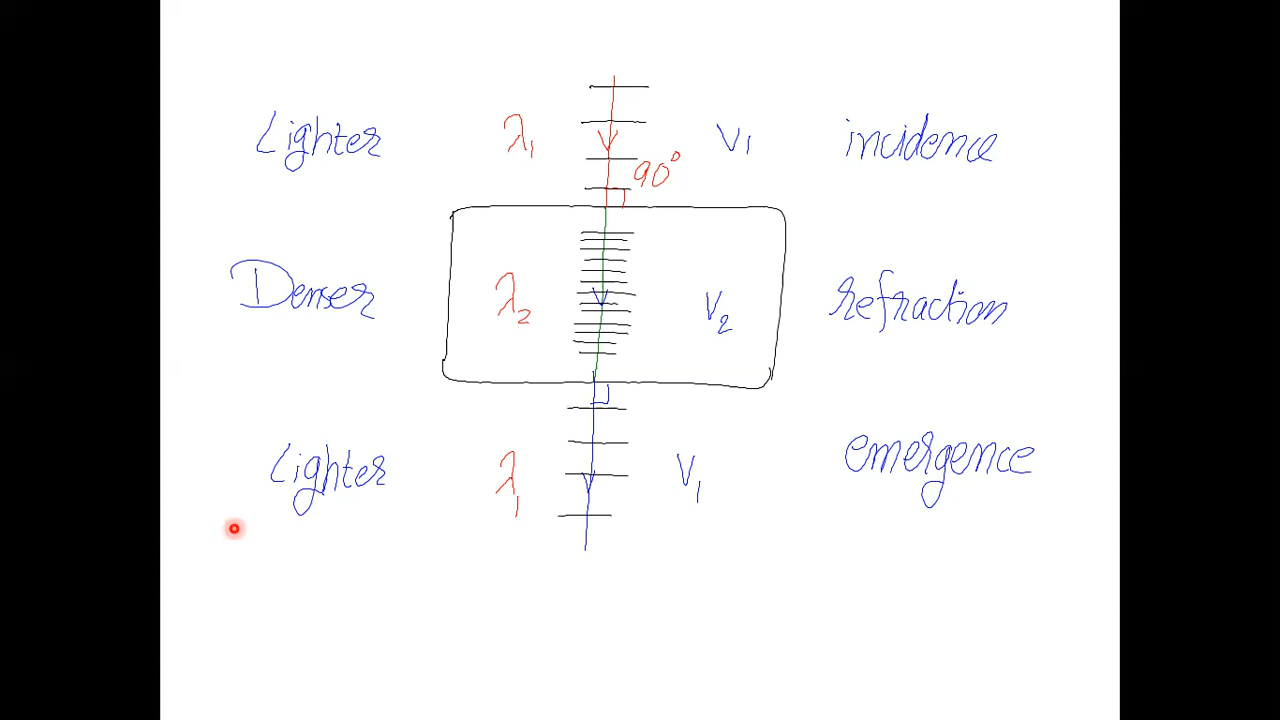 Lighter λ1 V1 incidence
90°
Denser λ2 V2 refraction
Lighter λ1 V1 emergence